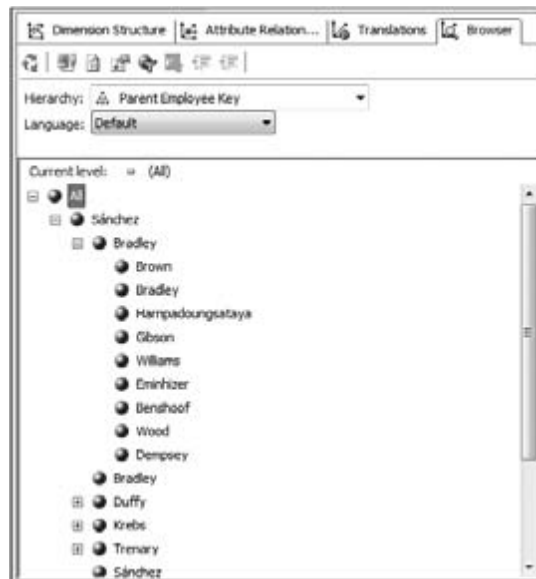 Dimension Structure Attribute Relation... Translations Browser
Hierarchy: Parent Employee Key
Language: Default
Current level: (All)
All
Sánchez
Bradley
Brown
Bradley
Hampadoungsataya
Gibson
Williams
Eminhizer
Benshoof
Wood
Dempsey
Bradley
Duffy
Krebs
Trenary
Sánchez